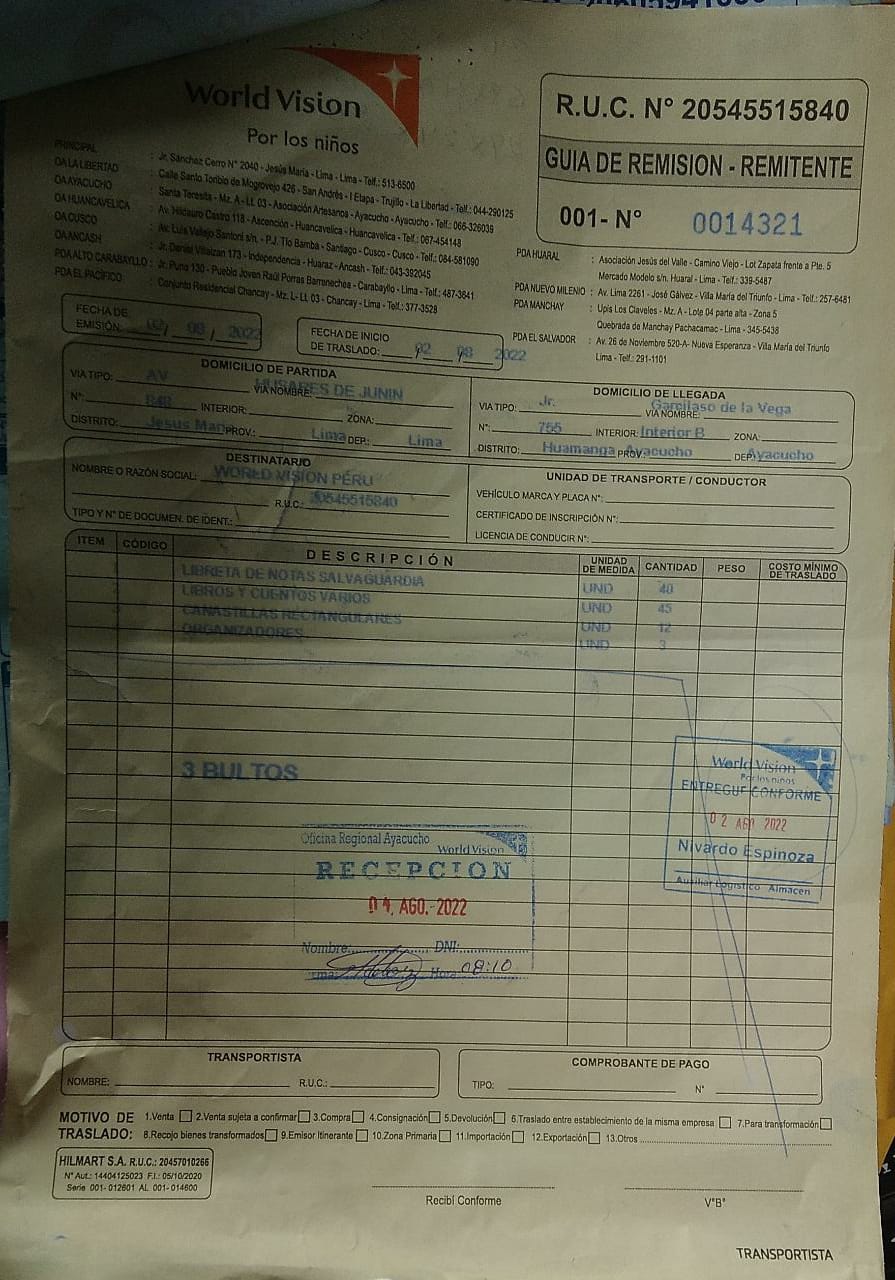 World Vision
Por los niños
R.U.C. N° 20545515840
GUIA DE REMISION - REMITENTE
001- N° 0014321
PRINCIPAL : Jr. Sánchez Cerro N° 2040 - Jesús María - Lima - Lima - Telf.: 513-6500
OA LA LIBERTAD : Calle Santo Toribio de Mogrovejo 426 - San Andrés - I Etapa - Trujillo - La Libertad - Telf.: 044-290125
OA AYACUCHO : Santa Teresita - Mz. A - Lt. 03 - Asociación Artesanos - Ayacucho - Ayacucho - Telf.: 066-326039
OA HUANCAVELICA : Av. Hildauro Castro 118 - Ascención - Huancavelica - Huancavelica - Telf.: 067-454148
OA CUSCO : Av. Luis Vallejo Santoni s/n. - P.J. Tío Bamba - Santiago - Cusco - Cusco - Telf.: 084-581090
OA ANCASH : Jr. Daniel Villaizan 173 - Independencia - Huaraz - Ancash - Telf.: 043-392045
PDA ALTO CARABAYLLO : Jr. Puno 130 - Pueblo Joven Raúl Porras Barrenechea - Carabayllo - Lima - Telf.: 487-3641
PDA EL PACÍFICO : Conjunto Residencial Chancay - Mz. L- Lt. 03 - Chancay - Lima - Telf.: 377-3528
PDA HUARAL : Asociación Jesús del Valle - Camino Viejo - Lot Zapata frente a Pte. 5
Mercado Modelo s/n. Huaral - Lima - Telf.: 339-5487
PDA NUEVO MILENIO : Av. Lima 2261 - José Gálvez - Villa María del Triunfo - Lima - Telf.: 257-6481
PDA MANCHAY : Upis Los Claveles - Mz. A - Lote 04 parte alta - Zona 5
Quebrada de Manchay Pachacamac - Lima - 345-5438
PDA EL SALVADOR : Av. 26 de Noviembre 520-A- Nueva Esperanza - Villa María del Triunfo
Lima - Telf.: 291-1101
FECHA DE
EMISIÓN: 02 / 08 / 2022
FECHA DE INICIO
DE TRASLADO: 02 / 08 2022
DOMICILIO DE PARTIDA
VIA TIPO: AV VIA NOMBRE: HUSARES DE JUNIN
N°: INTERIOR: ZONA:
DISTRITO: Jesus Maria PROV.: Lima DEP.: Lima
DOMICILIO DE LLEGADA
VIA TIPO: Jr. VIA NOMBRE: Garcilaso de la Vega
N°: 755 INTERIOR: Interior B ZONA:
DISTRITO: Huamanga PROV.: Ayacucho DEP.: Ayacucho
DESTINATARIO
NOMBRE O RAZÓN SOCIAL: WORLD VISION PERU
R.U.C.: 20545515840
TIPO Y N° DE DOCUMEN. DE IDENT.:
UNIDAD DE TRANSPORTE / CONDUCTOR
VEHÍCULO MARCA Y PLACA N°:
CERTIFICADO DE INSCRIPCIÓN N°:
LICENCIA DE CONDUCIR N°:
ITEM CÓDIGO DESCRIPCIÓN UNIDAD DE MEDIDA CANTIDAD PESO COSTO MÍNIMO DE TRASLADO
LIBRETA DE NOTAS SALVAGUARDIA UND 40
LIBROS Y CUENTOS VARIOS UND 45
CANASTILLAS RECTANGULARES UND 12
ORGANIZADORES UND 3
3 BULTOS
World Vision
Por los niños
ENTREGUE CONFORME
02 AGO 2022
Nivardo Espinoza
Auxiliar Logístico Almacen
Oficina Regional Ayacucho
World Vision
RECEPCION
04. AGO. 2022
Nombre: DNI:
Hora 08:10
TRANSPORTISTA
NOMBRE: R.U.C.:
COMPROBANTE DE PAGO
TIPO: N°
MOTIVO DE TRASLADO:
1.Venta 2.Venta sujeta a confirmar 3.Compra 4.Consignación 5.Devolución 6.Traslado entre establecimiento de la misma empresa 7.Para transformación
8.Recojo bienes transformados 9.Emisor Itinerante 10.Zona Primaria 11.Importación 12.Exportación 13.Otros
HILMART S.A. R.U.C.: 20457010266
N° Aut.: 14404125023 F.I.: 05/10/2020
Serie 001- 012601 AL 001- 014600
Recibí Conforme
V°B°
TRANSPORTISTA